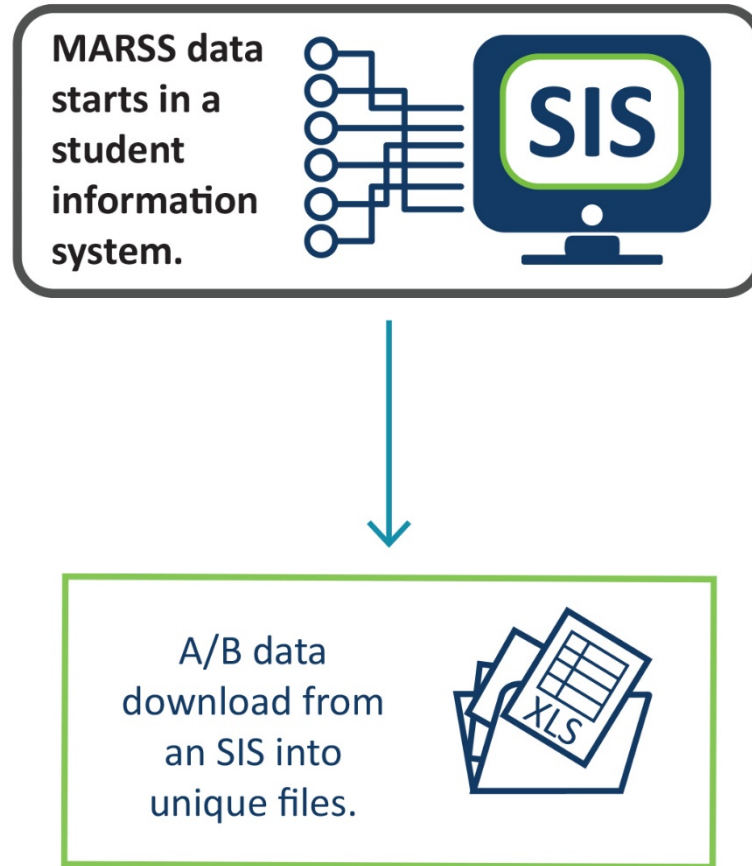 MARSS data
starts in a
student
information
system.
SIS
A/B data
download from
an SIS into
unique files.
XLS